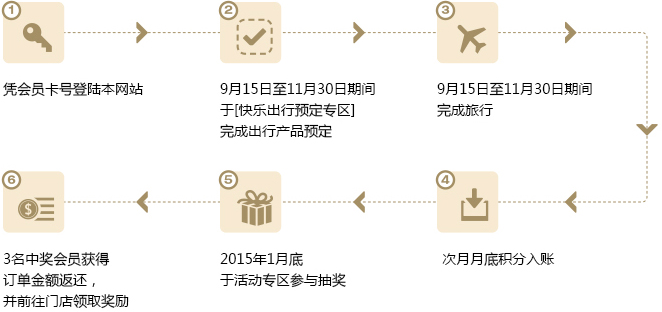 1
凭会员卡号登陆本网站
2
9月15日至11月30日期间
于[快乐出行预定专区]
完成出行产品预定
3
9月15日至11月30日期间
完成旅行
4
次月月底积分入账
5
2015年1月底
于活动专区参与抽奖
6
3名中奖会员获得
订单金额返还，
并前往门店领取奖励